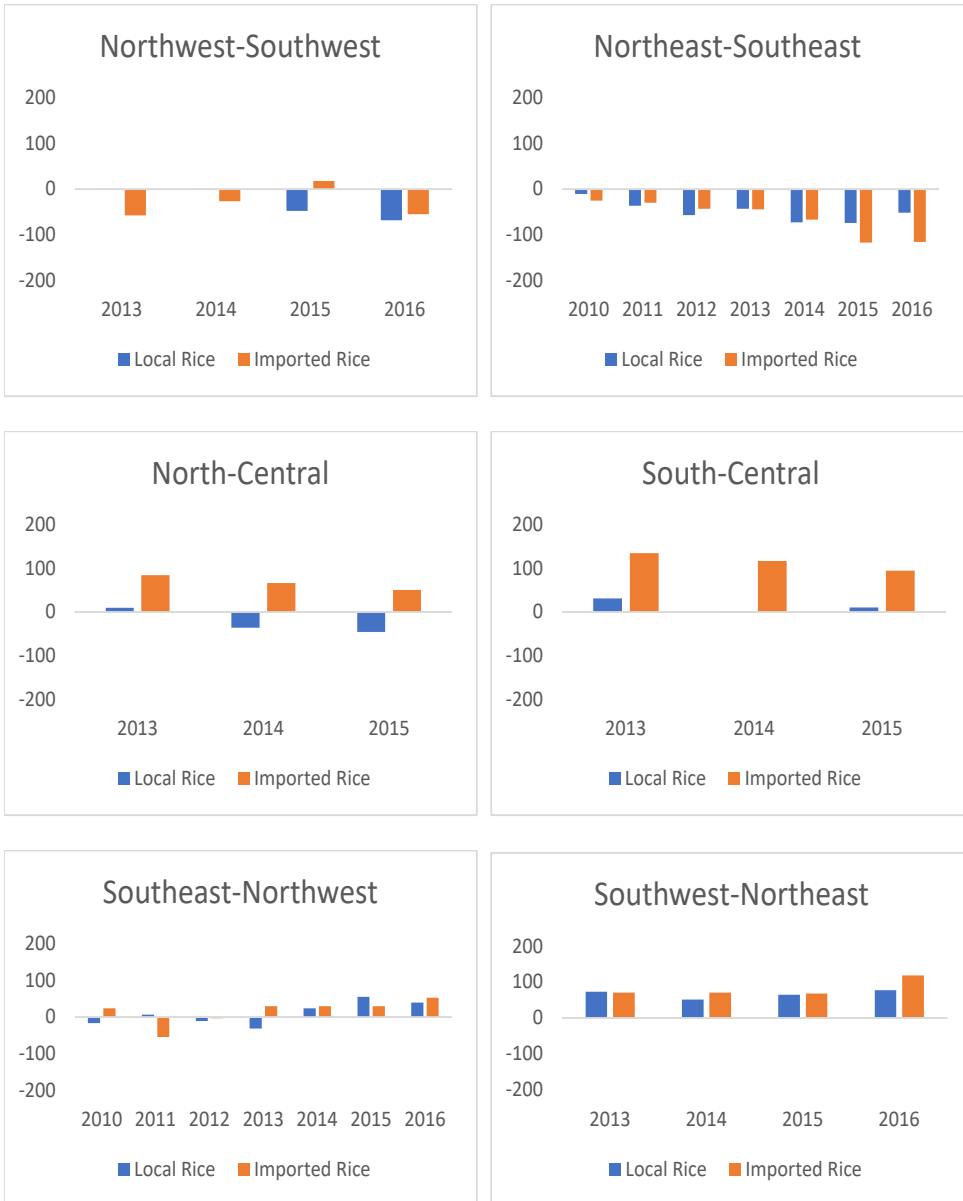 Northwest-Southwest
200
100
0
-100
-200
2013 2014 2015 2016
Local Rice Imported Rice
Northeast-Southeast
200
100
0
-100
-200
2010 2011 2012 2013 2014 2015 2016
Local Rice Imported Rice
North-Central
200
100
0
-100
-200
2013 2014 2015
Local Rice Imported Rice
South-Central
200
100
0
-100
-200
2013 2014 2015
Local Rice Imported Rice
Southeast-Northwest
200
100
0
-100
-200
2010 2011 2012 2013 2014 2015 2016
Local Rice Imported Rice
Southwest-Northeast
200
100
0
-100
-200
2013 2014 2015 2016
Local Rice Imported Rice